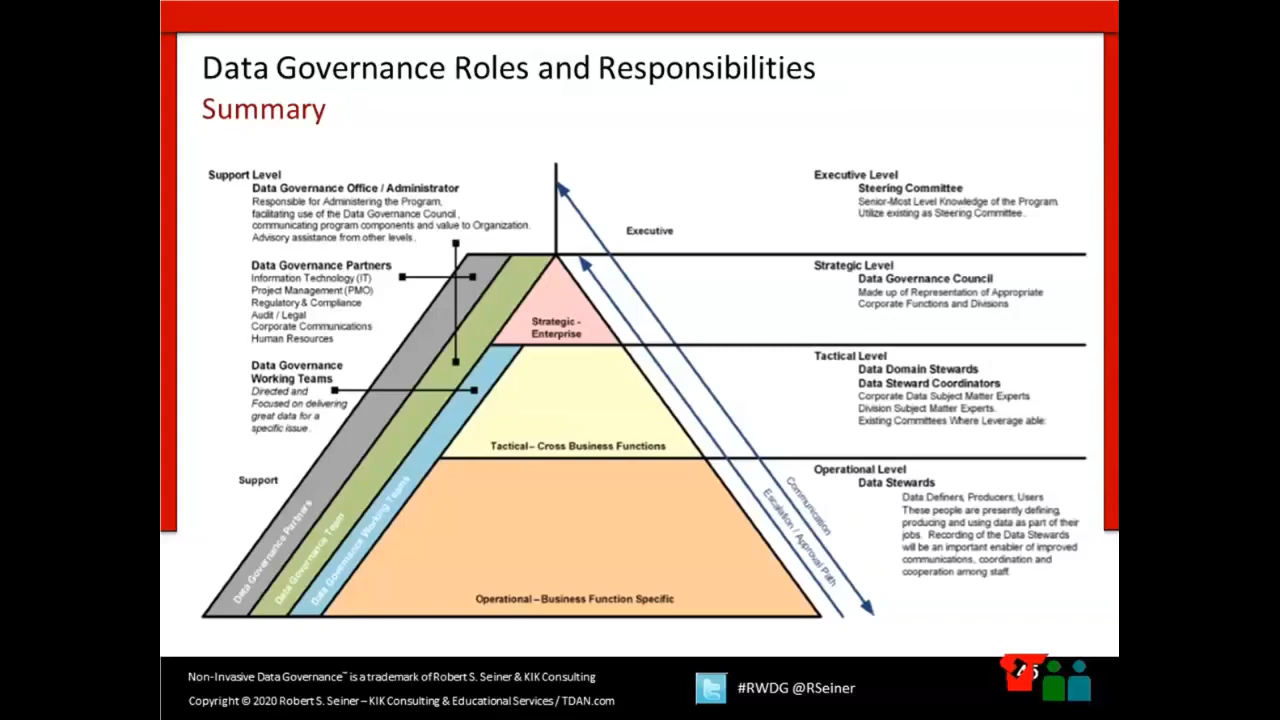 Data Governance Roles and Responsibilities
Summary
Support Level
Data Governance Office / Administrator
Responsible for Administering the Program,
facilitating use of the Data Governance Council,
communicating program components and value to Organization.
Advisory assistance from other levels.
Data Governance Partners
Information Technology (IT)
Project Management (PMO)
Regulatory & Compliance
Audit / Legal
Corporate Communications
Human Resources
Data Governance
Working Teams
Directed and
Focused on delivering
great data for a
specific issue.
Support
Data Governance Partners
Data Governance Team
Data Governance Working Teams
Executive
Strategic -
Enterprise
Tactical – Cross Business Functions
Operational – Business Function Specific
Communication
Escalation / Approval Path
Executive Level
Steering Committee
Senior-Most Level Knowledge of the Program.
Utilize existing as Steering Committee.
Strategic Level
Data Governance Council
Made up of Representation of Appropriate
Corporate Functions and Divisions
Tactical Level
Data Domain Stewards
Data Steward Coordinators
Corporate Data Subject Matter Experts
Division Subject Matter Experts.
Existing Committees Where Leverage able.
Operational Level
Data Stewards
Data Definers, Producers, Users
These people are presently defining,
producing and using data as part of their
jobs. Recording of the Data Stewards
will be an important enabler of improved
communications, coordination and
cooperation among staff.
Non-Invasive Data Governance™ is a trademark of Robert S. Seiner & KIK Consulting
Copyright © 2020 Robert S. Seiner – KIK Consulting & Educational Services / TDAN.com
#RWDG @RSeiner